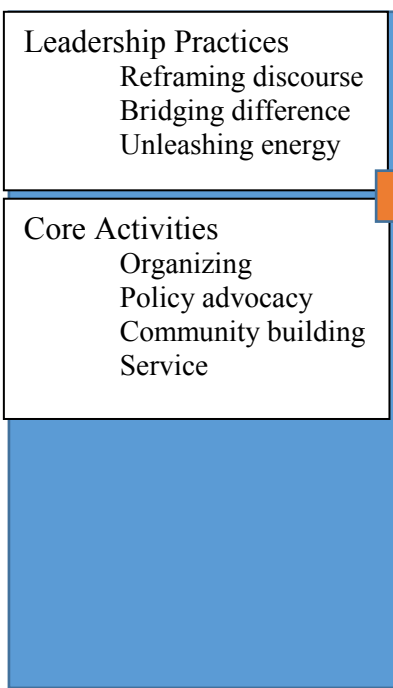 Leadership Practices
Reframing discourse
Bridging difference
Unleashing energy
Core Activities
Organizing
Policy advocacy
Community building
Service